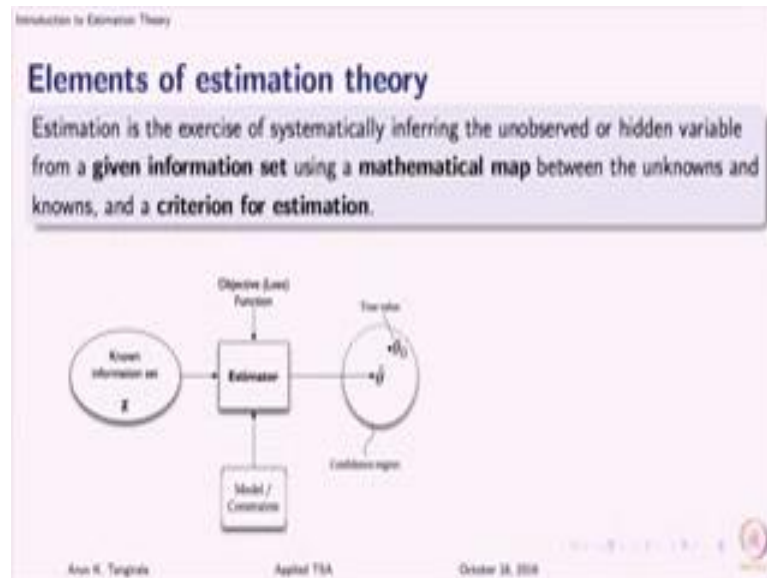 Introduction to Estimation Theory
Elements of estimation theory
Estimation is the exercise of systematically inferring the unobserved or hidden variable
from a given information set using a mathematical map between the unknowns and
knowns, and a criterion for estimation.
Objective (Loss)
Function
True value
Known
information set
Z
Estimator
θ₀
θ̂
Confidence region
Model /
Constraints
Arun K. Tangirala
Applied TSA
October 18, 2016